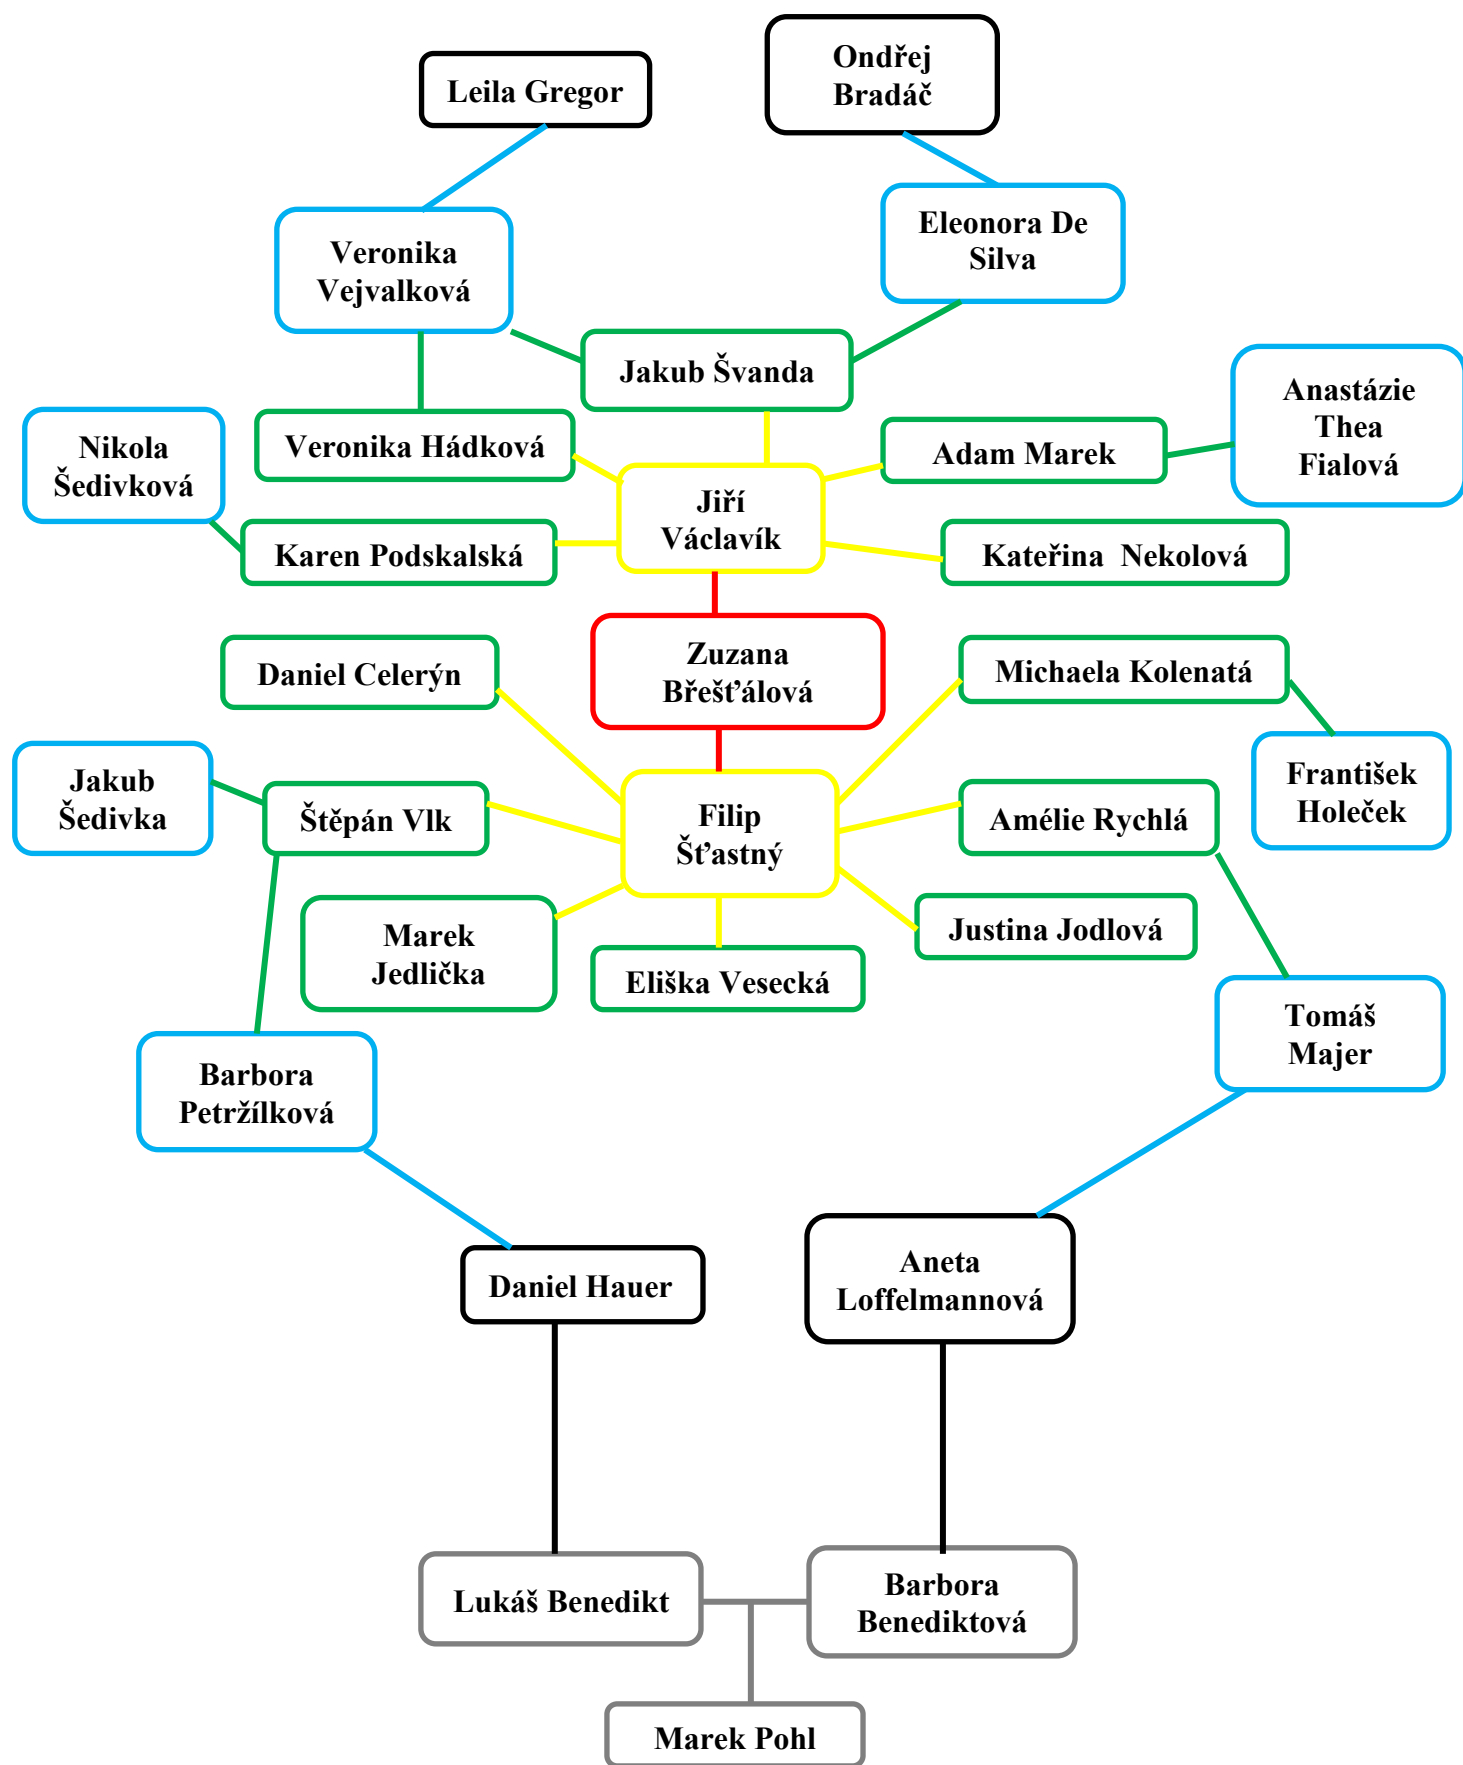 Ondřej
Bradáč
Leila Gregor
Eleonora De
Silva
Veronika
Vejvalková
Jakub Švanda
Anastázie
Thea
Fialová
Nikola
Šedivková
Veronika Hádková
Adam Marek
Jiří
Václavík
Karen Podskalská
Kateřina  Nekolová
Zuzana
Břešťálová
Daniel Celerýn
Michaela Kolenatá
Jakub
Šedivka
František
Holeček
Štěpán Vlk
Filip
Šťastný
Amélie Rychlá
Marek
Jedlička
Justina Jodlová
Eliška Vesecká
Tomáš
Majer
Barbora
Petržílková
Daniel Hauer
Aneta
Loffelmannová
Lukáš Benedikt
Barbora
Benediktová
Marek Pohl